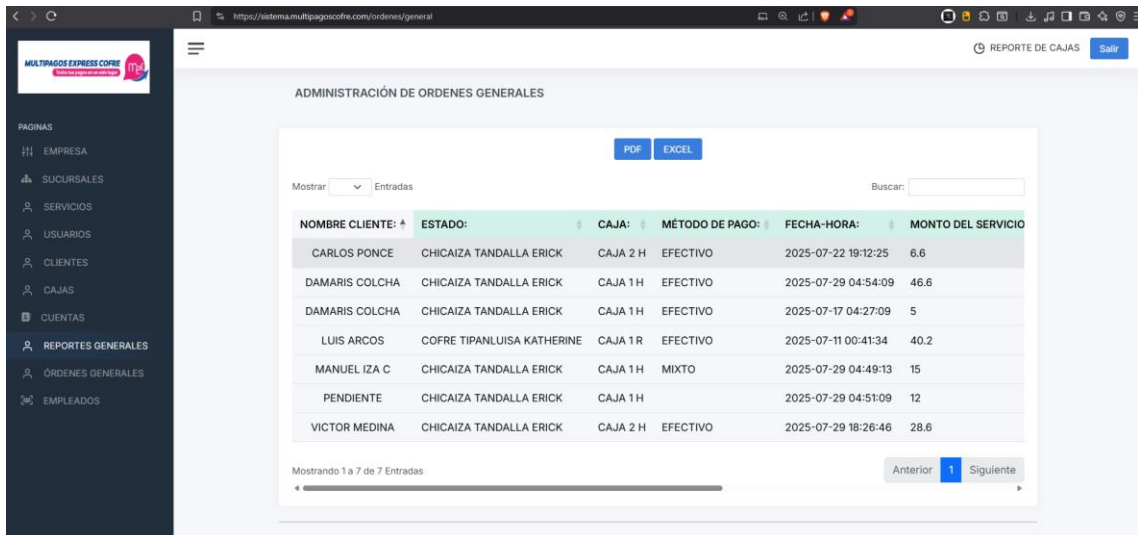 https://sistema.multipagoscofre.com/ordenes/general
MULTIPAGOS EXPRESS COFRE
Todos tus pagos en un solo lugar
REPORTE DE CAJAS Salir
ADMINISTRACIÓN DE ORDENES GENERALES
PAGINAS
EMPRESA
SUCURSALES
SERVICIOS
USUARIOS
CLIENTES
CAJAS
CUENTAS
REPORTES GENERALES
ÓRDENES GENERALES
EMPLEADOS
PDF EXCEL
Mostrar Entradas Buscar:
NOMBRE CLIENTE: ESTADO: CAJA: MÉTODO DE PAGO: FECHA-HORA: MONTO DEL SERVICIO
CARLOS PONCE CHICAIZA TANDALLA ERICK CAJA 2 H EFECTIVO 2025-07-22 19:12:25 6.6
DAMARIS COLCHA CHICAIZA TANDALLA ERICK CAJA 1 H EFECTIVO 2025-07-29 04:54:09 46.6
DAMARIS COLCHA CHICAIZA TANDALLA ERICK CAJA 1 H EFECTIVO 2025-07-17 04:27:09 5
LUIS ARCOS COFRE TIPANLUISA KATHERINE CAJA 1 R EFECTIVO 2025-07-11 00:41:34 40.2
MANUEL IZA C CHICAIZA TANDALLA ERICK CAJA 1 H MIXTO 2025-07-29 04:49:13 15
PENDIENTE CHICAIZA TANDALLA ERICK CAJA 1 H 2025-07-29 04:51:09 12
VICTOR MEDINA CHICAIZA TANDALLA ERICK CAJA 2 H EFECTIVO 2025-07-29 18:26:46 28.6
Mostrando 1 a 7 de 7 Entradas
Anterior 1 Siguiente